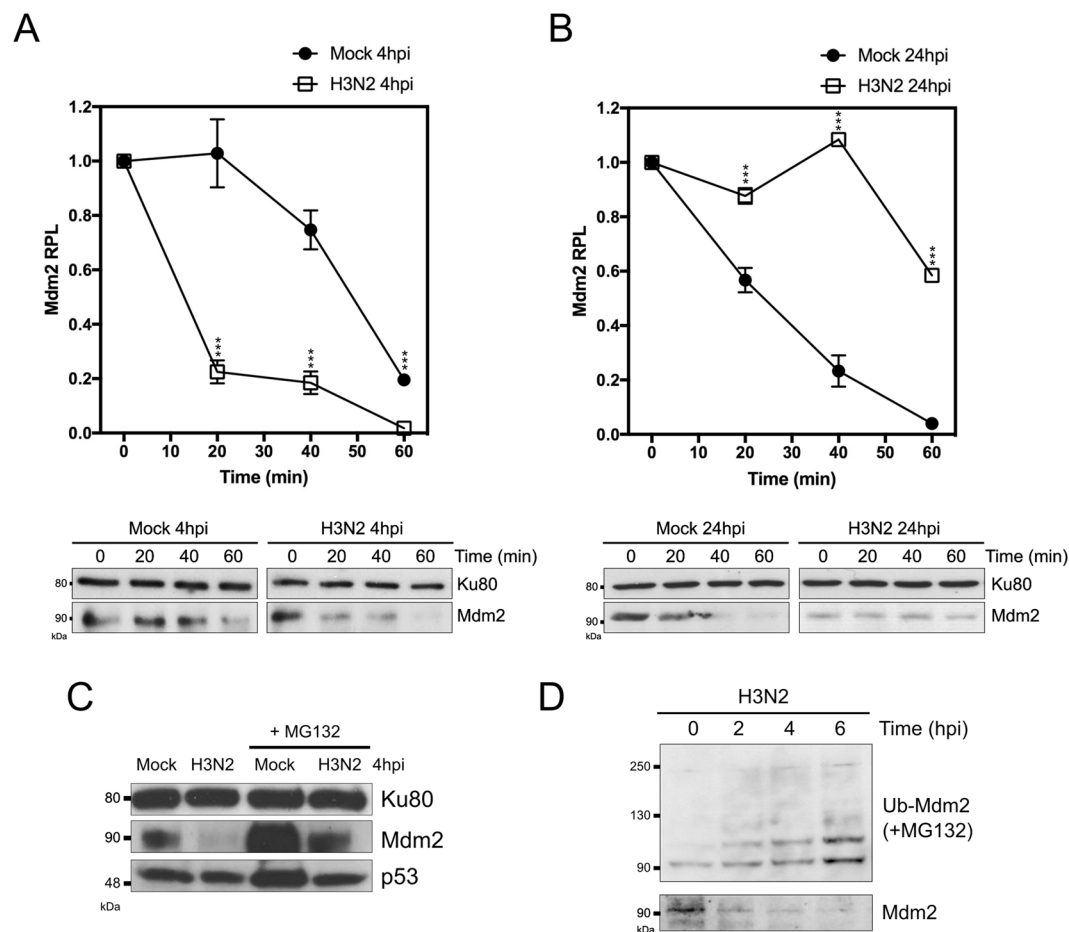 A
Mock 4hpi
H3N2 4hpi
1.2
1.0
0.8
0.6
0.4
0.2
0.0
Mdm2 RPL
***
***
***
0 10 20 30 40 50 60
Time (min)
Mock 4hpi H3N2 4hpi
0 20 40 60 0 20 40 60 Time (min)
80 Ku80
90 Mdm2
kDa
B
Mock 24hpi
H3N2 24hpi
1.2
1.0
0.8
0.6
0.4
0.2
0.0
Mdm2 RPL
***
***
***
0 10 20 30 40 50 60
Time (min)
Mock 24hpi H3N2 24hpi
0 20 40 60 0 20 40 60 Time (min)
80 Ku80
90 Mdm2
kDa
C
+ MG132
Mock H3N2 Mock H3N2 4hpi
80 Ku80
90 Mdm2
48 p53
kDa
D
H3N2
0 2 4 6 Time (hpi)
250
130
90
Ub-Mdm2
(+MG132)
90 Mdm2
kDa